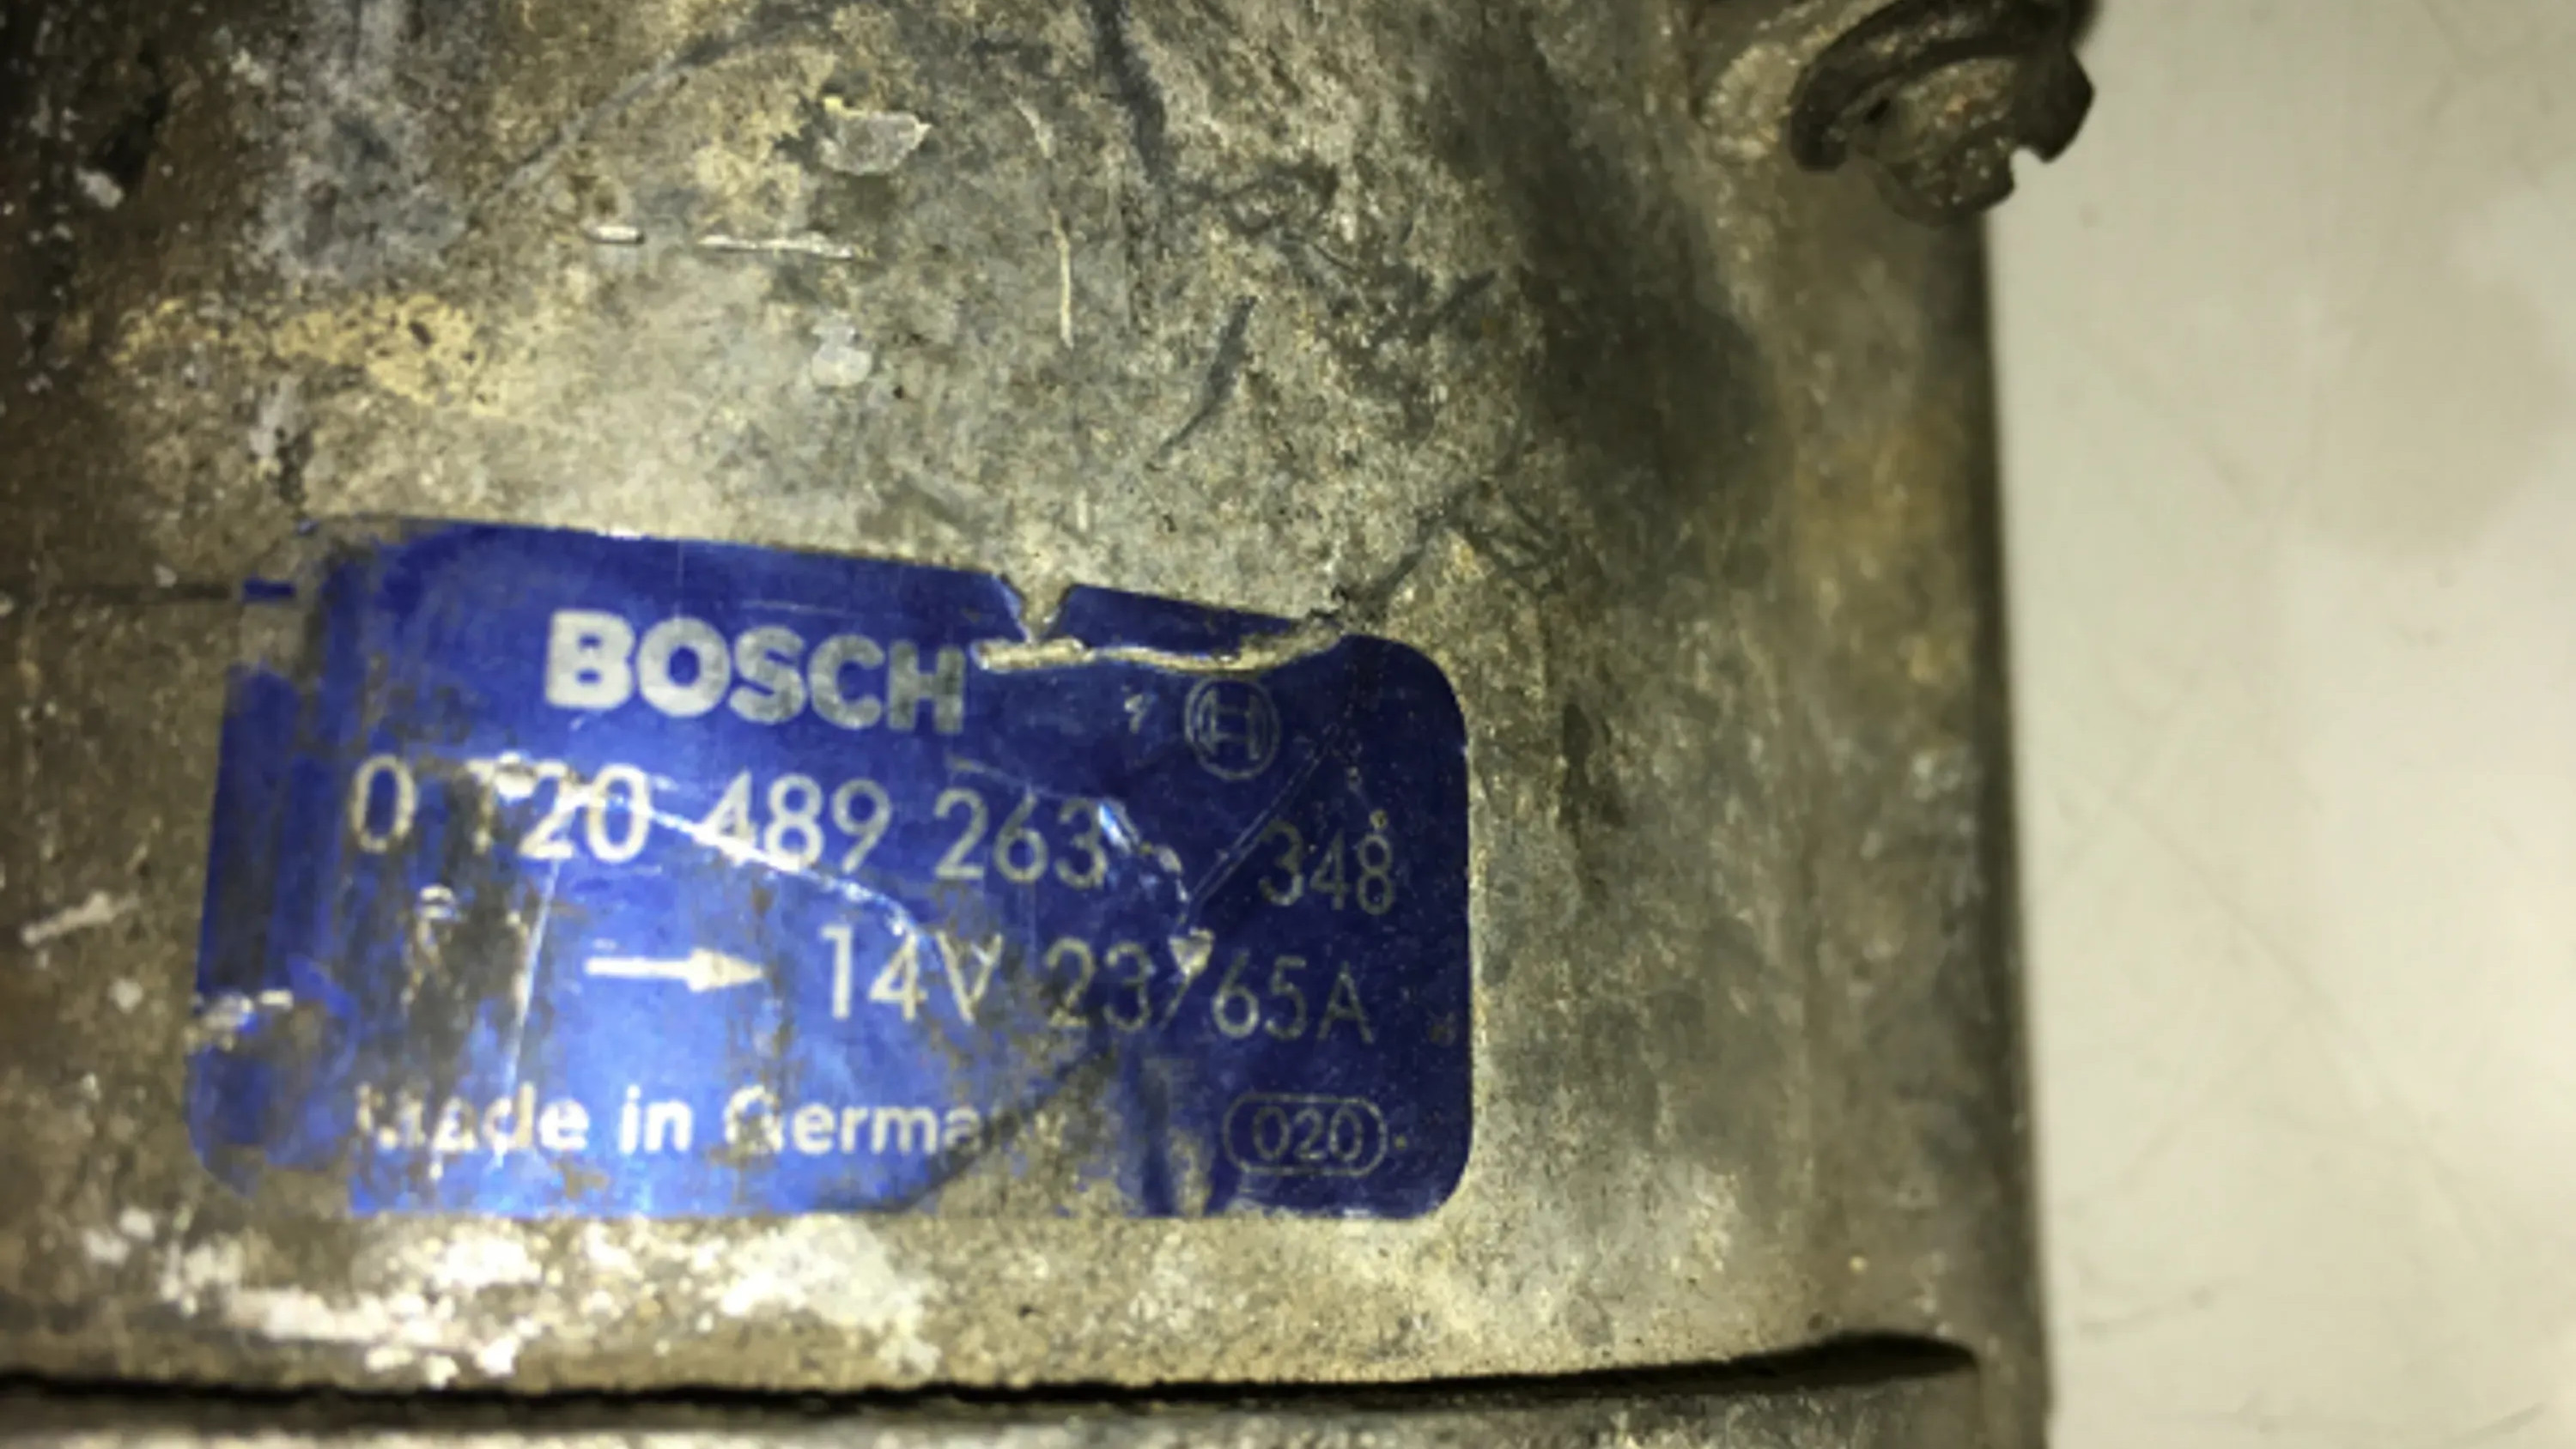 BOSCH
0 120 489 263 348
14V 23/65A
Made in Germany
020